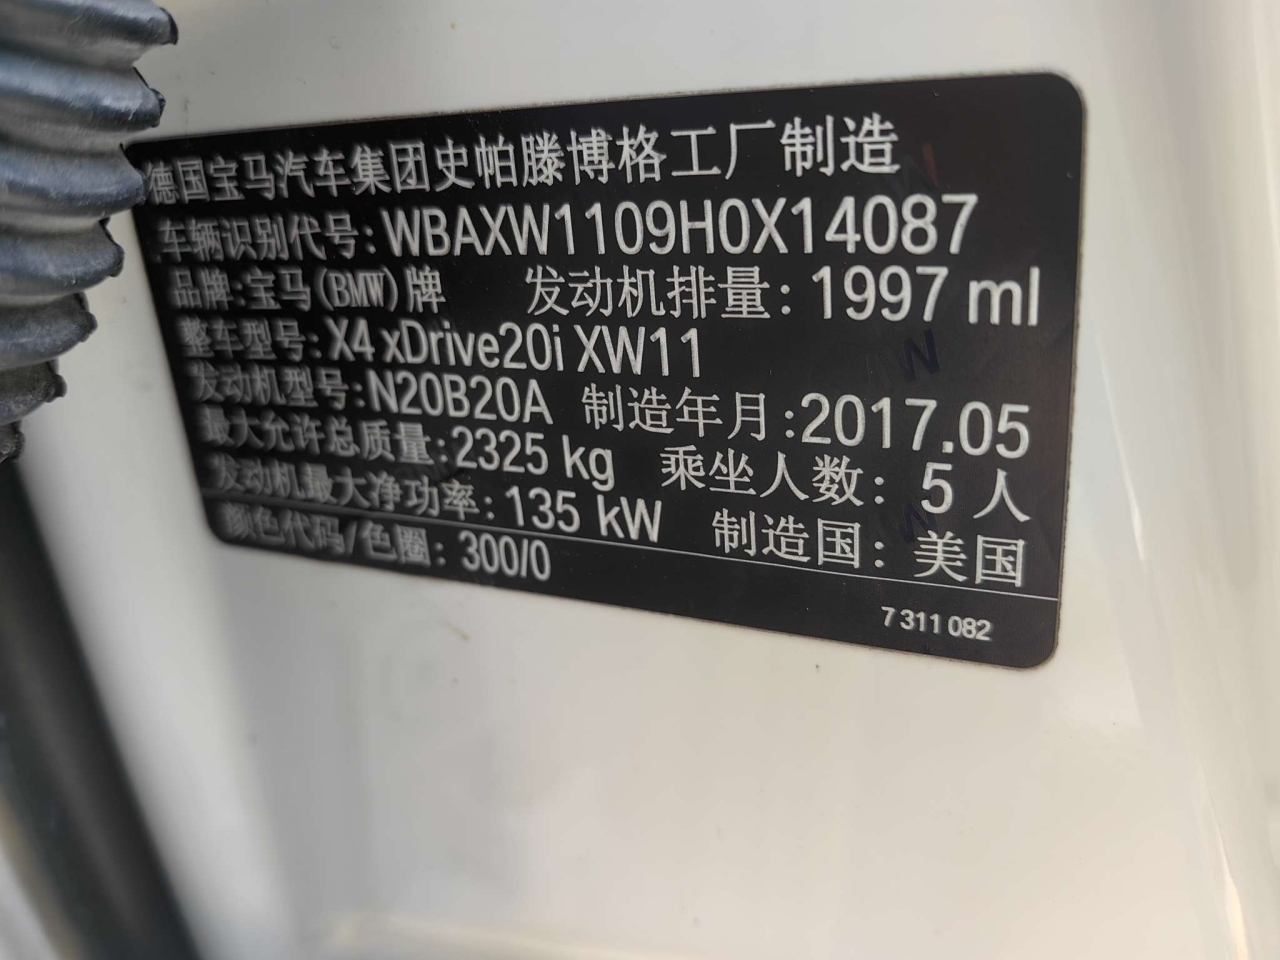 德国宝马汽车集团史帕滕博格工厂制造
车辆识别代号:WBAXW1109H0X14087
品牌:宝马(BMW)牌 发动机排量:1997 ml
整车型号:X4 xDrive20i XW11
发动机型号:N20B20A 制造年月:2017.05
最大允许总质量:2325 kg 乘坐人数:5 人
发动机最大净功率:135 kW 制造国:美国
颜色代码/色圈:300/0
7 311 082